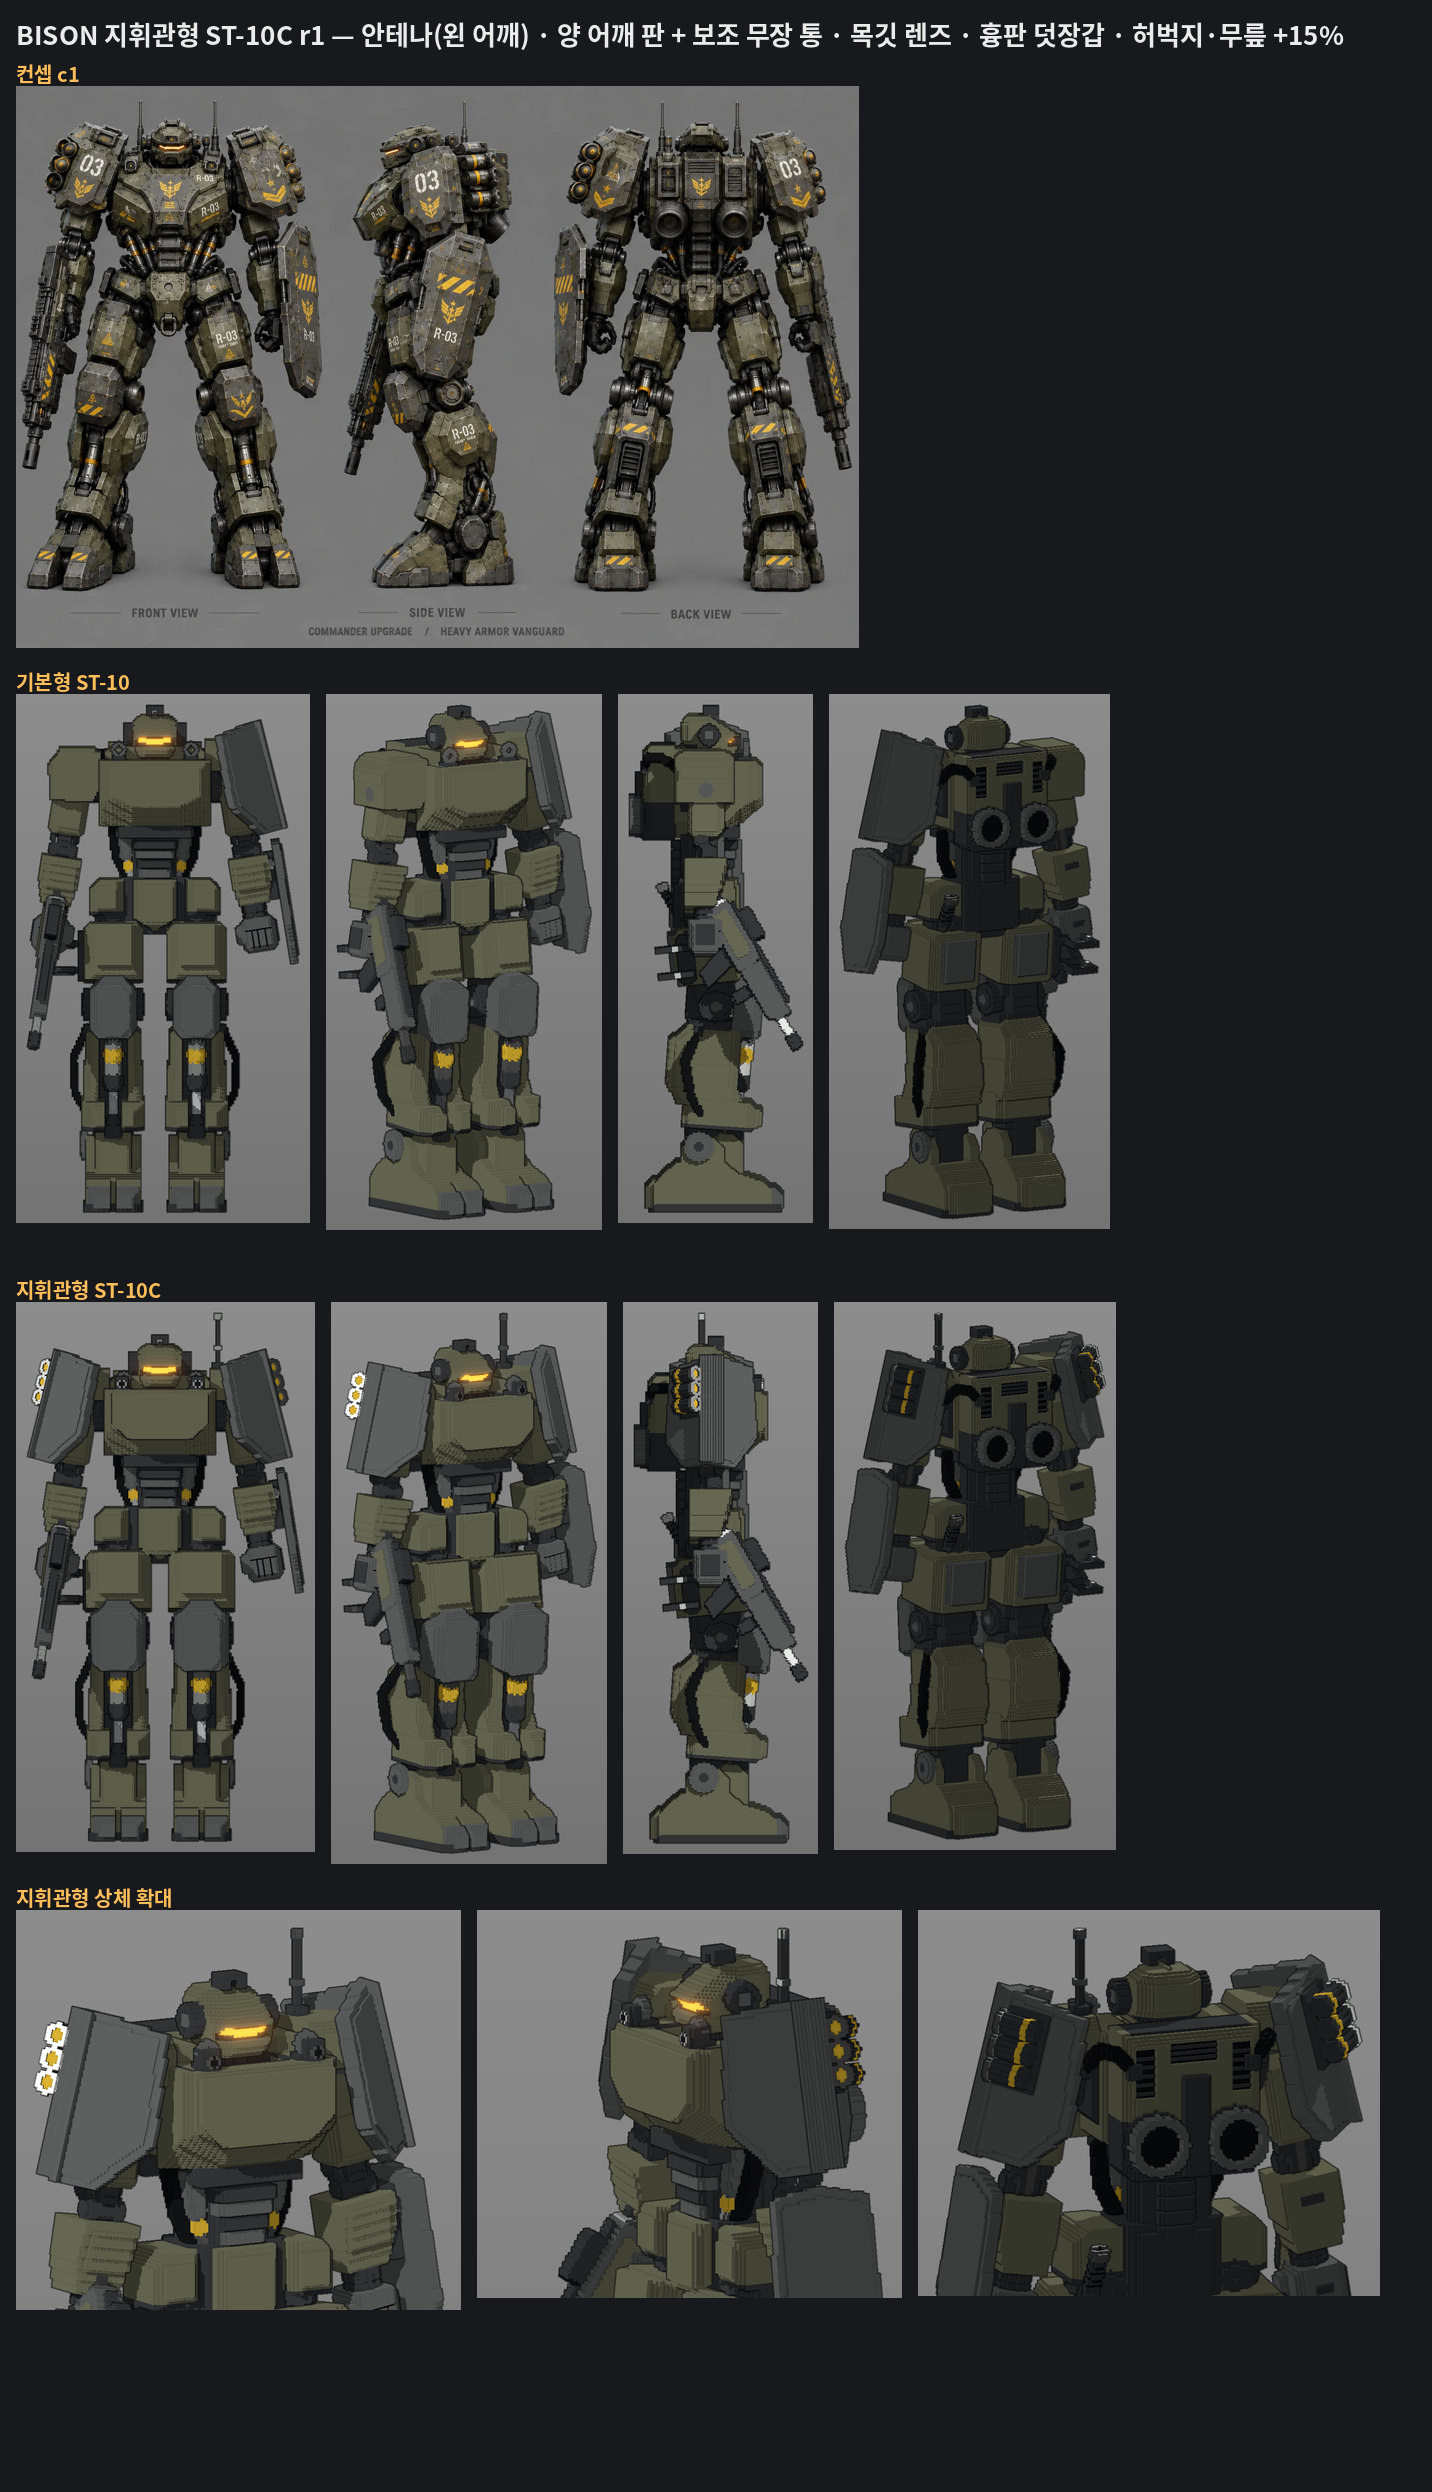 BISON 지휘관형 ST-10C r1 — 안테나(왼 어깨) · 양 어깨 판 + 보조 무장 통 · 목깃 렌즈 · 흉판 덧장갑 · 허벅지·무릎 +15%
컨셉 c1
03
R-03
R-03
R-03
03
R-03
R-03
R-03
03
FRONT VIEW
SIDE VIEW
BACK VIEW
COMMANDER UPGRADE / HEAVY ARMOR VANGUARD
기본형 ST-10
지휘관형 ST-10C
지휘관형 상체 확대